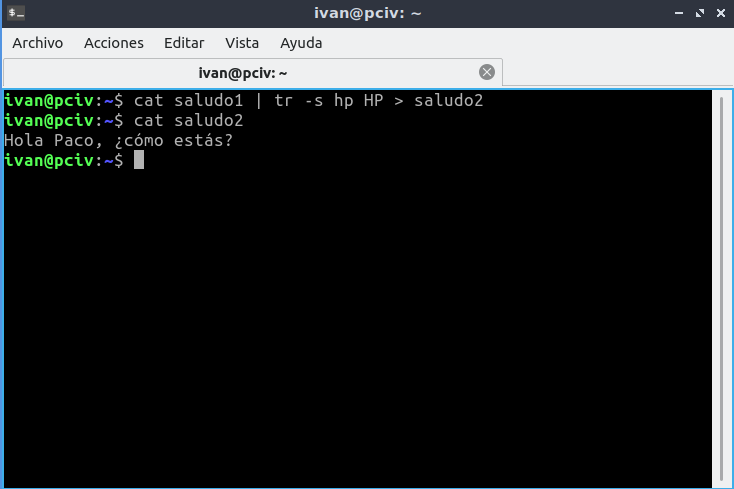 ivan@pciv: ~
Archivo Acciones Editar Vista Ayuda
ivan@pciv: ~
ivan@pciv:~$ cat saludo1 | tr -s hp HP > saludo2
ivan@pciv:~$ cat saludo2
Hola Paco, ¿cómo estás?
ivan@pciv:~$